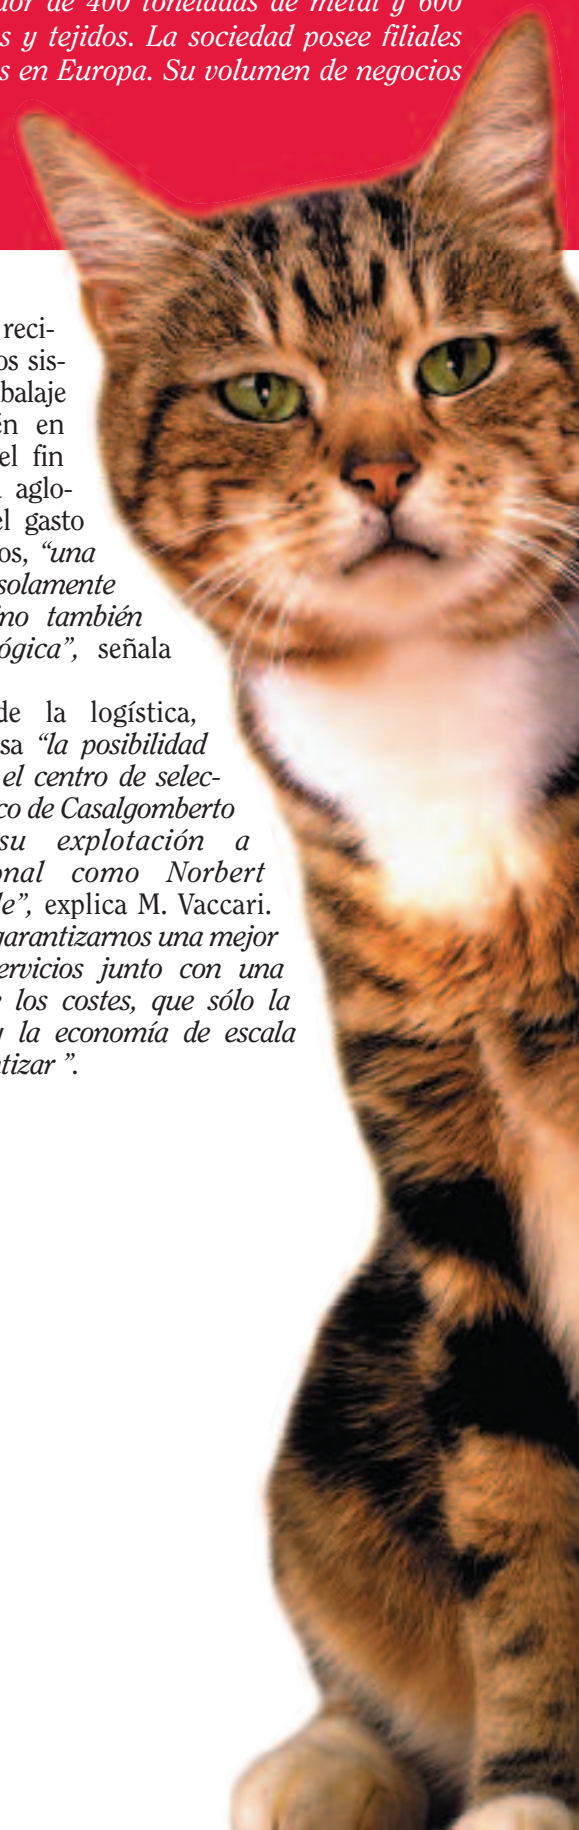 dor de 400 toneladas de metal y 600
s y tejidos. La sociedad posee filiales
s en Europa. Su volumen de negocios
reci-
os sis-
balaje
én en
el fin
aglo-
el gasto
os, “una
solamente
ino también
ógica”, señala
de la logística,
sa “la posibilidad
el centro de selec-
co de Casalgomberto
su explotación a
onal como Norbert
le”, explica M. Vaccari.
garantizarnos una mejor
ervicios junto con una
e los costes, que sólo la
y la economía de escala
ntizar ”.